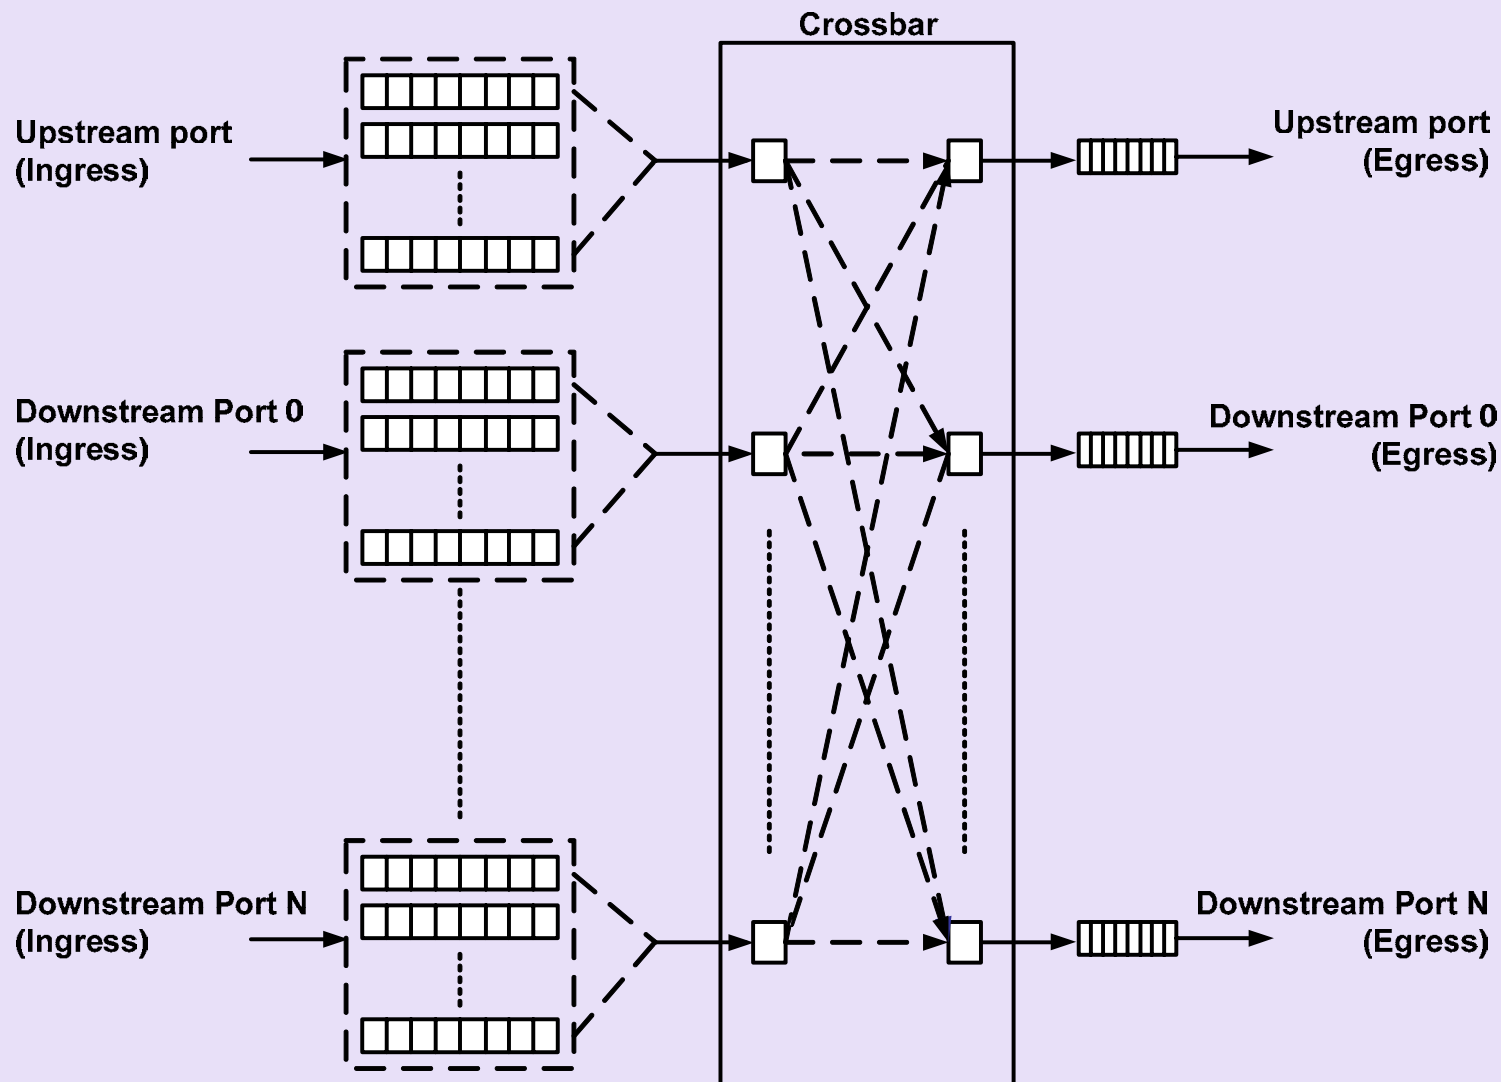 Crossbar
Upstream port
(Ingress)
Upstream port
(Egress)
Downstream Port 0
(Ingress)
Downstream Port 0
(Egress)
Downstream Port N
(Ingress)
Downstream Port N
(Egress)